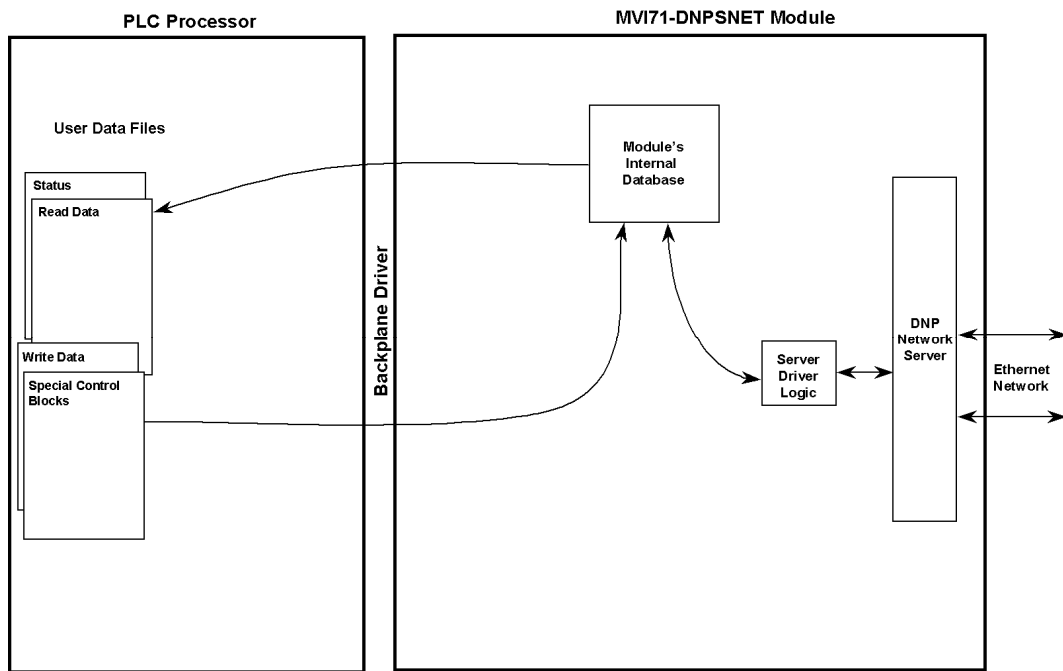 PLC Processor
MVI71-DNPSNET Module
User Data Files
Status
Read Data
Write Data
Special Control
Blocks
Backplane Driver
Module's
Internal
Database
Server
Driver
Logic
DNP
Network
Server
Ethernet
Network